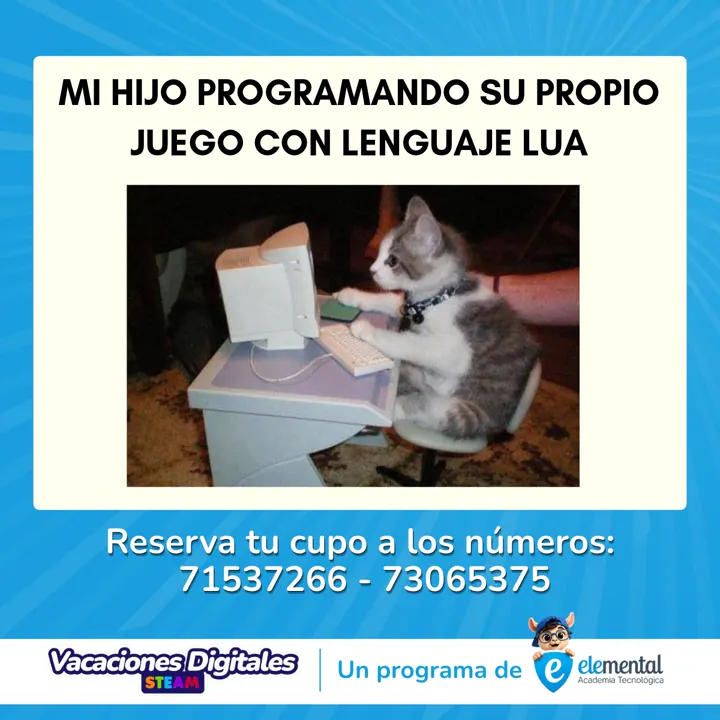 MI HIJO PROGRAMANDO SU PROPIO
JUEGO CON LENGUAJE LUA
Reserva tu cupo a los números:
71537266 - 73065375
Vacaciones Digitales
STEAM
Un programa de
elemental
Academia Tecnológica